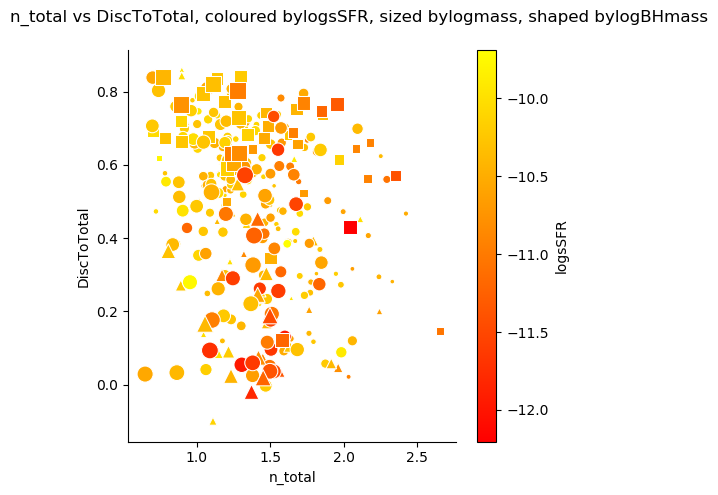 n_total vs DiscToTotal, coloured bylogsSFR, sized bylogmass, shaped bylogBHmass
0.8
0.6
0.4
0.2
0.0
DiscToTotal
1.0 1.5 2.0 2.5
n_total
−10.0
−10.5
−11.0
−11.5
−12.0
logsSFR